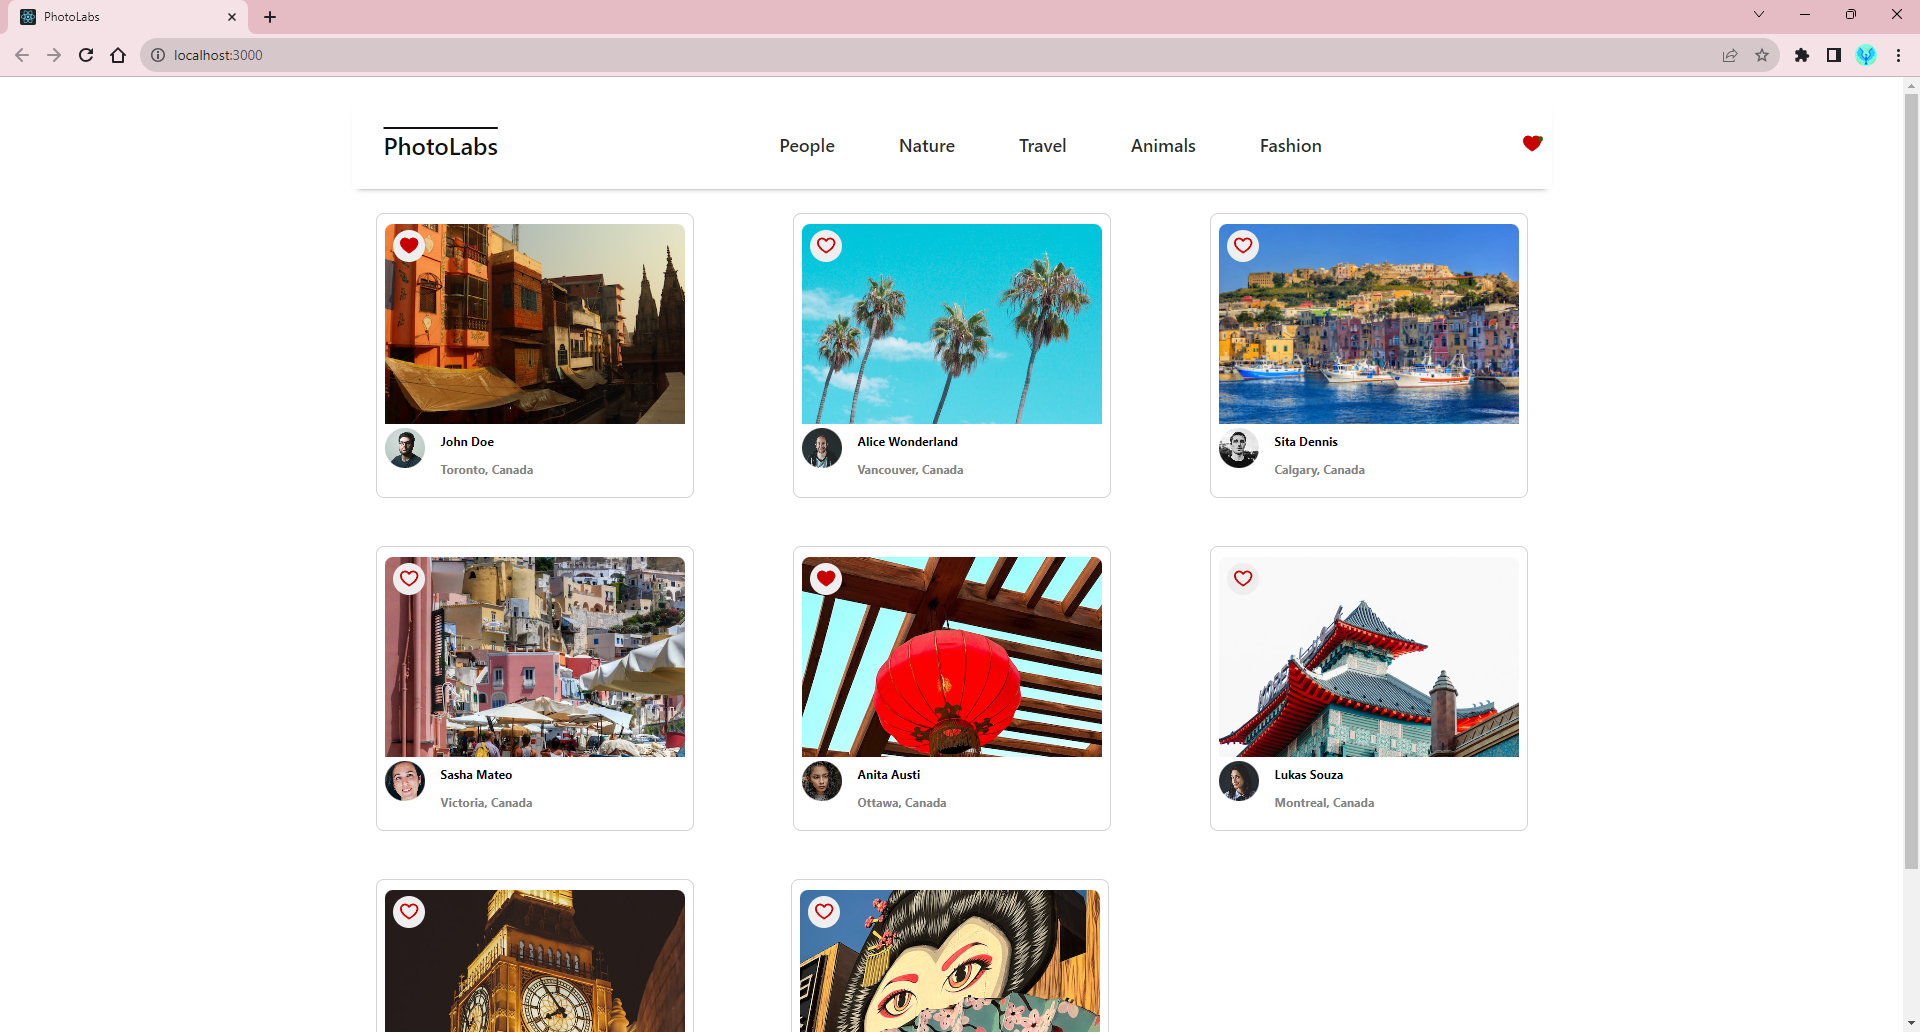 PhotoLabs
localhost:3000
PhotoLabs
People
Nature
Travel
Animals
Fashion
John Doe
Toronto, Canada
Alice Wonderland
Vancouver, Canada
Sita Dennis
Calgary, Canada
Sasha Mateo
Victoria, Canada
Anita Austi
Ottawa, Canada
Lukas Souza
Montreal, Canada